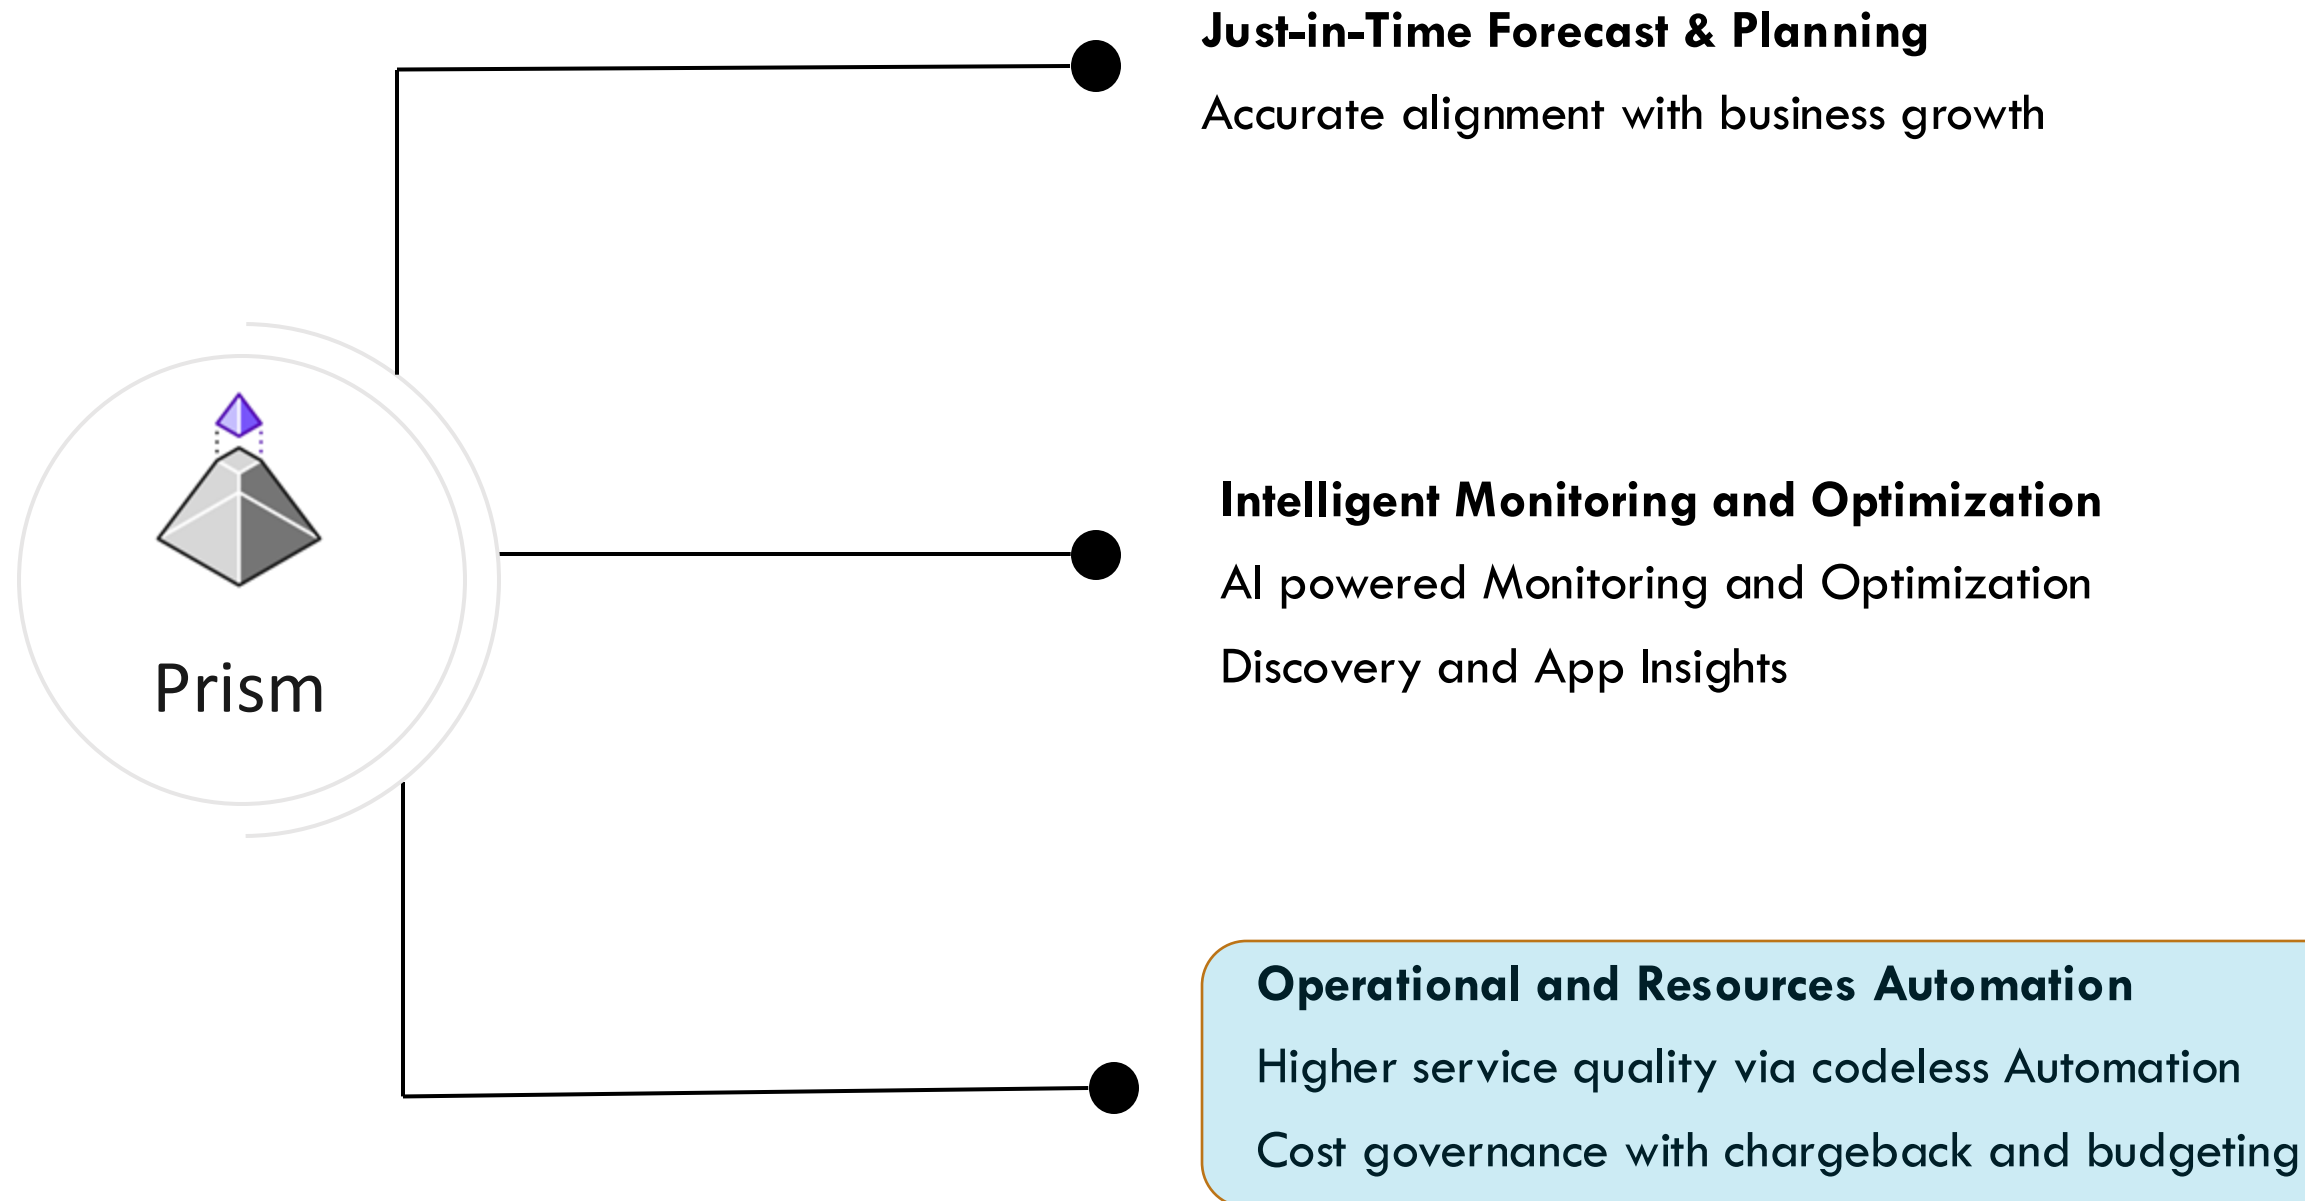 Just-in-Time Forecast & Planning
Accurate alignment with business growth
Prism
Intelligent Monitoring and Optimization
AI powered Monitoring and Optimization
Discovery and App Insights
Operational and Resources Automation
Higher service quality via codeless Automation
Cost governance with chargeback and budgeting